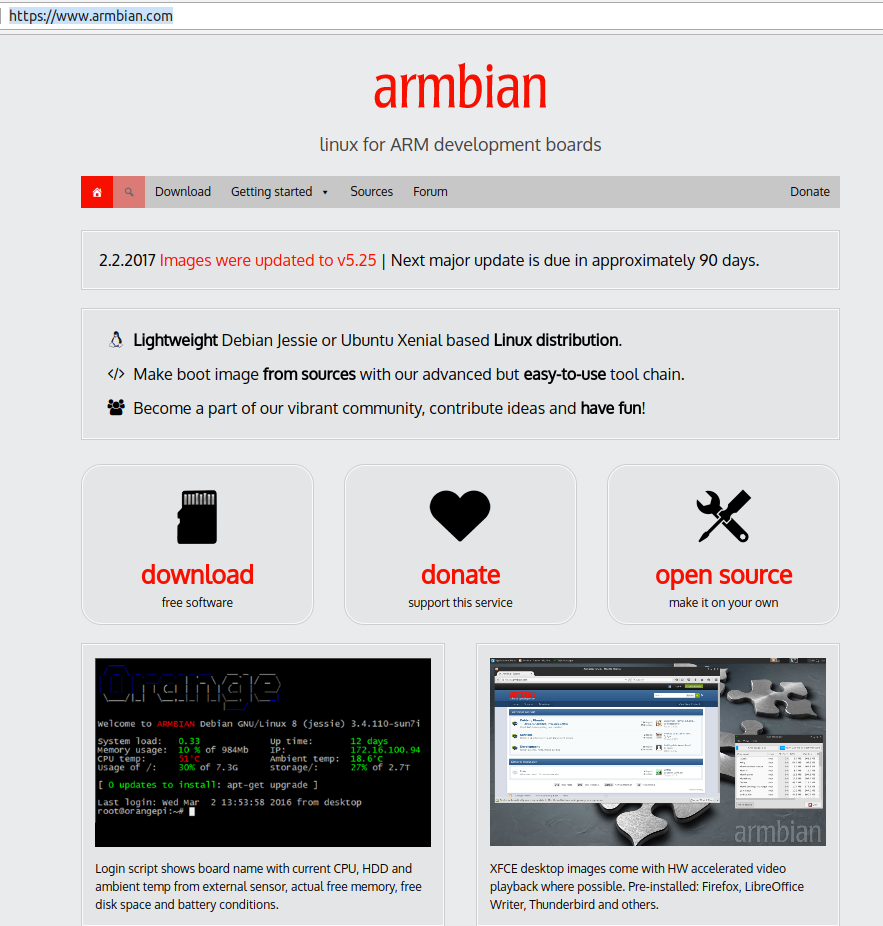 https://www.armbian.com
armbian
linux for ARM development boards
Download Getting started Sources Forum Donate
2.2.2017 Images were updated to v5.25 | Next major update is due in approximately 90 days.
Lightweight Debian Jessie or Ubuntu Xenial based Linux distribution.
</> Make boot image from sources with our advanced but easy-to-use tool chain.
Become a part of our vibrant community, contribute ideas and have fun!
download
free software
donate
support this service
open source
make it on your own
Orange
Welcome to ARMBIAN Debian GNU/Linux 8 (jessie) 3.4.110-sun7i
System load: 0.33 Up time: 12 days
Memory usage: 10 % of 984Mb IP: 172.16.100.94
CPU temp: 51°C Ambient temp: 18.6°c
Usage of /: 30% of 7.3G storage/: 27% of 2.7T
[ 0 updates to install: apt-get upgrade ]
Last login: Wed Mar 2 13:53:58 2016 from desktop
root@orangepi:~#
Login script shows board name with current CPU, HDD and
ambient temp from external sensor, actual free memory, free
disk space and battery conditions.
armbian
XFCE desktop images come with HW accelerated video
playback where possible. Pre-installed: Firefox, LibreOffice
Writer, Thunderbird and others.